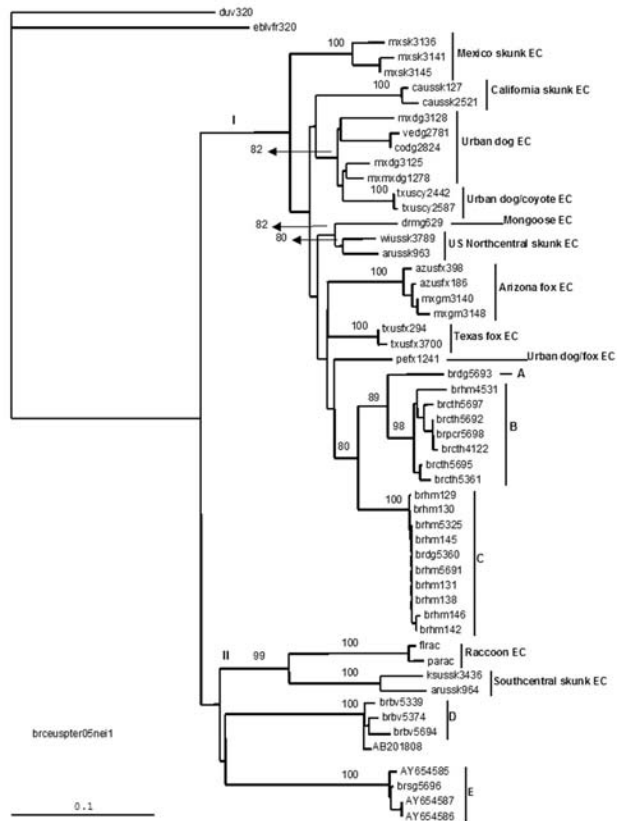 duv320
eblvfr320
100
mxsk3136
mxsk3141
mxsk3145
Mexico skunk EC
I
100
caussk127
caussk2521
California skunk EC
82
mxdg3128
vedg2781
codg2824
mxdg3125
mxmxdg1278
Urban dog EC
100
txuscy2442
txuscy2587
Urban dog/coyote EC
82
drmg629
Mongoose EC
80
wiussk3789
arussk963
US Northcentral skunk EC
100
azusfx398
azusfx186
mxgm3140
mxgm3148
Arizona fox EC
100
txusfx294
txusfx3700
Texas fox EC
pefx1241
Urban dog/fox EC
80
89
brdg5693
A
98
brhm4531
brcth5697
brcth5692
brpcr5698
brcth4122
brcth5695
brcth5361
B
100
brhm129
brhm130
brhm5325
brhm145
brdg5360
brhm5691
brhm131
brhm138
brhm146
brhm142
C
II
99
100
flrac
parac
Raccoon EC
100
ksussk3436
arussk964
Southcentral skunk EC
100
brbv5339
brbv5374
brbv5694
AB201808
D
100
AY654585
brsg5696
AY654587
AY654586
E
brceuspter05nei1
0.1